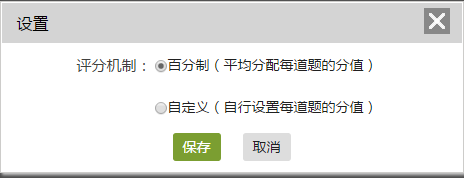 设置
评分机制：百分制（平均分配每道题的分值）
自定义（自行设置每道题的分值）
保存 取消